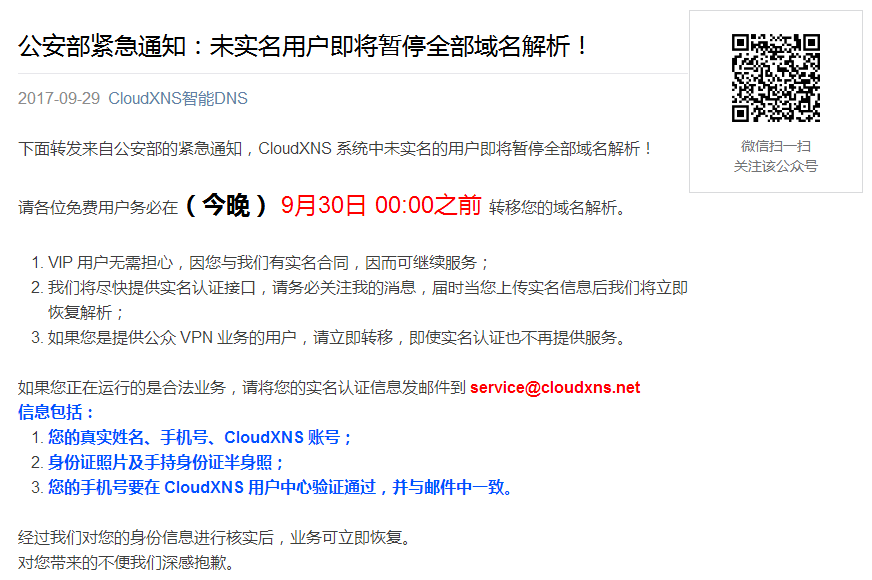 公安部紧急通知：未实名用户即将暂停全部域名解析！
2017-09-29 CloudXNS智能DNS
微信扫一扫
关注该公众号
下面转发来自公安部的紧急通知，CloudXNS 系统中未实名的用户即将暂停全部域名解析！
请各位免费用户务必在（今晚）9月30日 00:00之前 转移您的域名解析。
1. VIP 用户无需担心，因您与我们有实名合同，因而可继续服务；
2. 我们将尽快提供实名认证接口，请务必关注我的消息，届时当您上传实名信息后我们将立即
恢复解析；
3. 如果您是提供公众 VPN 业务的用户，请立即转移，即使实名认证也不再提供服务。
如果您正在运行的是合法业务，请将您的实名认证信息发邮件到 service@cloudxns.net
信息包括：
1. 您的真实姓名、手机号、CloudXNS 账号；
2. 身份证照片及手持身份证半身照；
3. 您的手机号要在 CloudXNS 用户中心验证通过，并与邮件中一致。
经过我们对您的身份信息进行核实后，业务可立即恢复。
对您带来的不便我们深感抱歉。